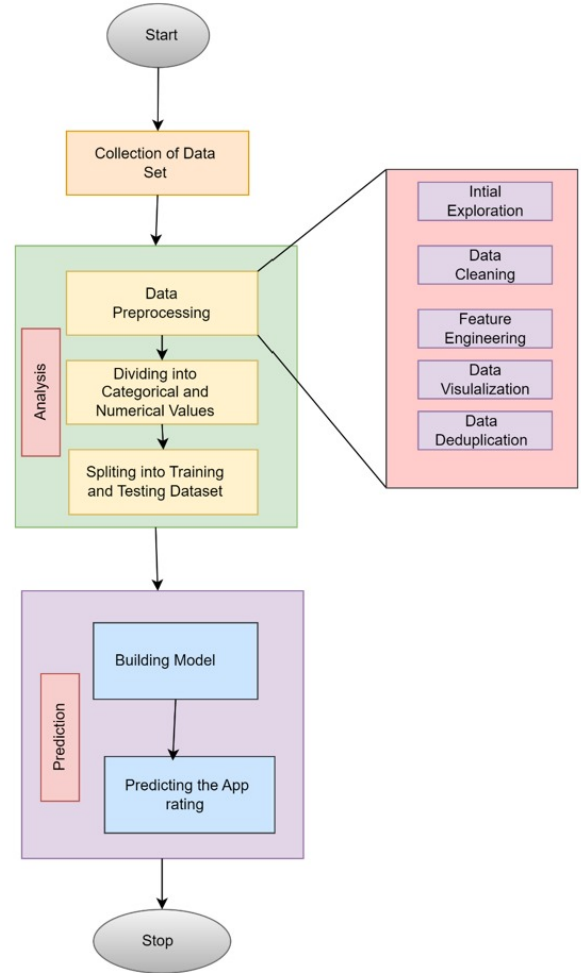 Start
Collection of Data
Set
Data
Preprocessing
Dividing into
Categorical and
Numerical Values
Spliting into Training
and Testing Dataset
Analysis
Intial
Exploration
Data
Cleaning
Feature
Engineering
Data
Visulalization
Data
Deduplication
Building Model
Predicting the App
rating
Prediction
Stop